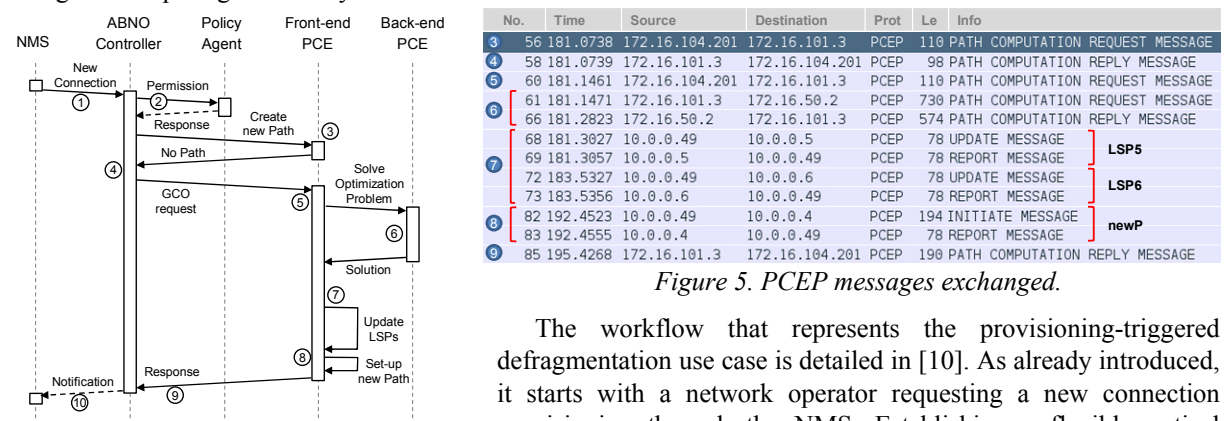 ABNO Policy Front-end Back-end
NMS Controller Agent PCE PCE
New
Connection
1
Permission
2
Response
Create
new Path
3
No Path
4
GCO
request
5
Solve
Optimization
Problem
6
Solution
7
Update
LSPs
8
Set-up
new Path
Response
9
Notification
10
No. Time Source Destination Prot Le Info
3 56 181.0738 172.16.104.201 172.16.101.3 PCEP 110 PATH COMPUTATION REQUEST MESSAGE
4 58 181.0739 172.16.101.3 172.16.104.201 PCEP 98 PATH COMPUTATION REPLY MESSAGE
5 60 181.1461 172.16.104.201 172.16.101.3 PCEP 110 PATH COMPUTATION REQUEST MESSAGE
6 61 181.1471 172.16.101.3 172.16.50.2 PCEP 730 PATH COMPUTATION REQUEST MESSAGE
66 181.2823 172.16.50.2 172.16.101.3 PCEP 574 PATH COMPUTATION REPLY MESSAGE
7 68 181.3027 10.0.0.49 10.0.0.5 PCEP 78 UPDATE MESSAGE LSP5
69 181.3057 10.0.0.5 10.0.0.49 PCEP 78 REPORT MESSAGE
72 183.5327 10.0.0.49 10.0.0.6 PCEP 78 UPDATE MESSAGE LSP6
73 183.5356 10.0.0.6 10.0.0.49 PCEP 78 REPORT MESSAGE
8 82 192.4523 10.0.0.49 10.0.0.4 PCEP 194 INITIATE MESSAGE newP
83 192.4555 10.0.0.4 10.0.0.49 PCEP 78 REPORT MESSAGE
9 85 195.4268 172.16.101.3 172.16.104.201 PCEP 190 PATH COMPUTATION REPLY MESSAGE
Figure 5. PCEP messages exchanged.
The workflow that represents the provisioning-triggered
defragmentation use case is detailed in [10]. As already introduced,
it starts with a network operator requesting a new connection